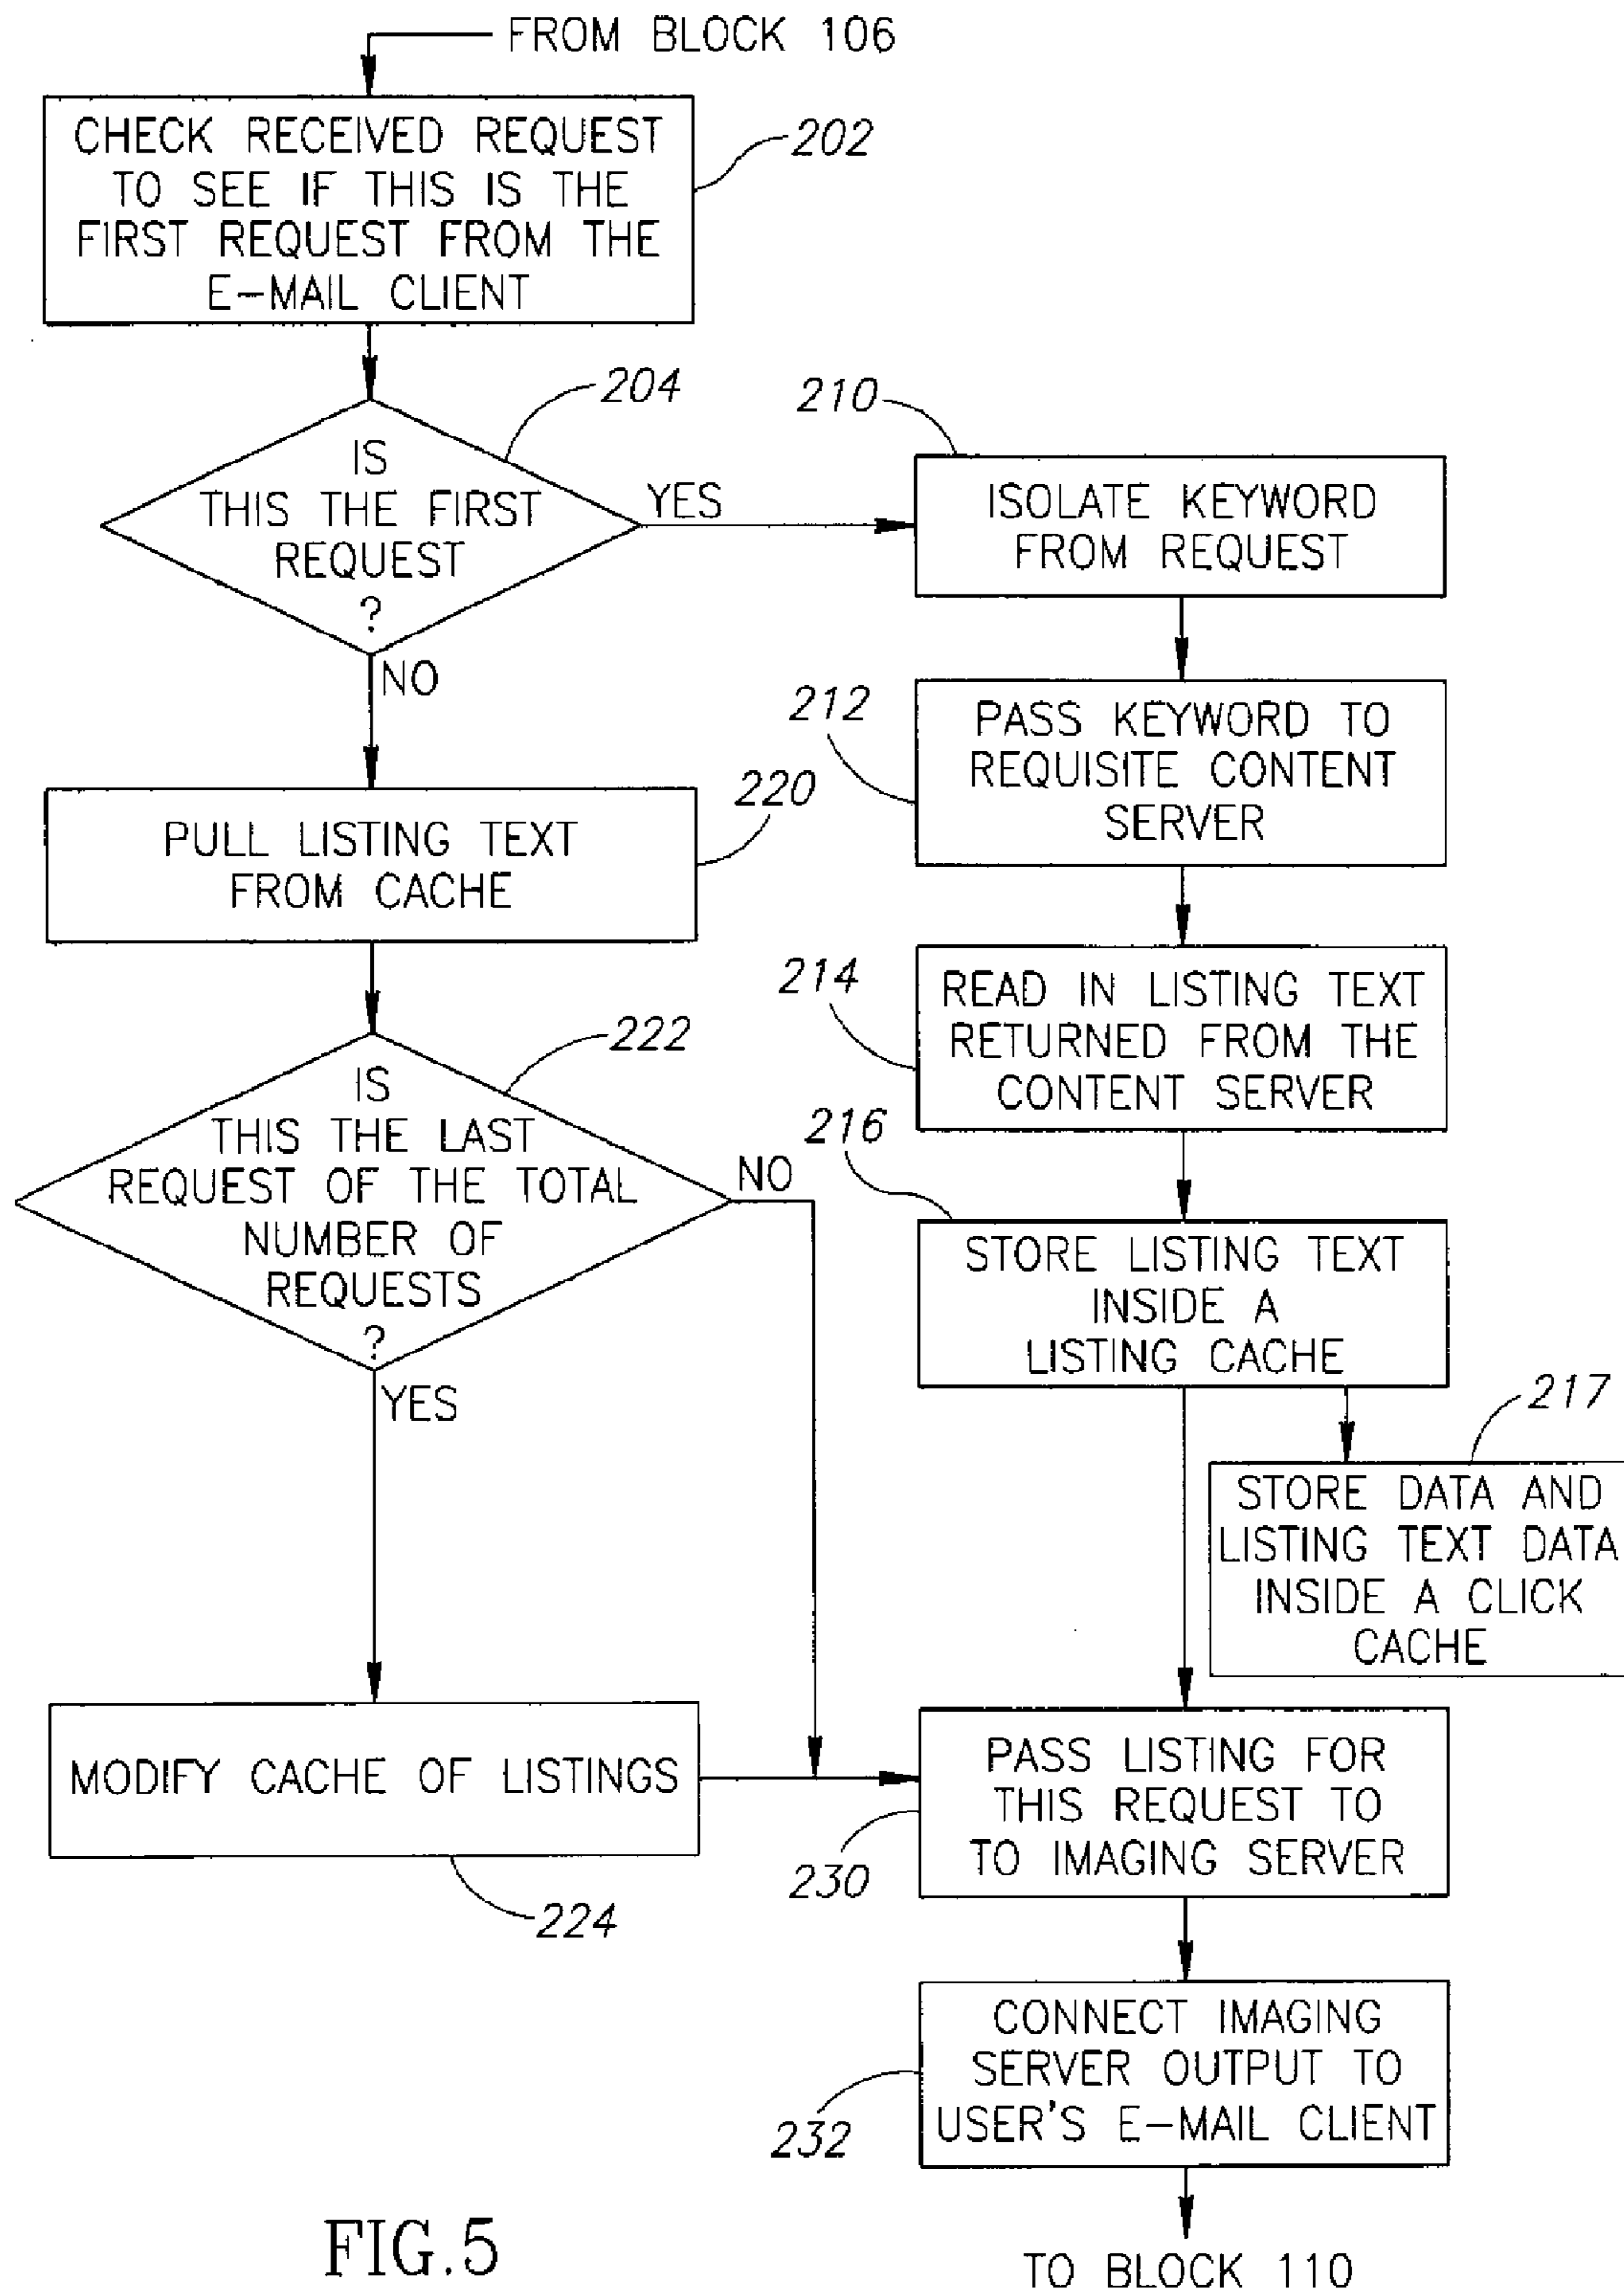 FROM BLOCK 106
CHECK RECEIVED REQUEST
TO SEE IF THIS IS THE
FIRST REQUEST FROM THE
E-MAIL CLIENT
202
204
IS
THIS THE FIRST
REQUEST
?
YES
NO
210
ISOLATE KEYWORD
FROM REQUEST
212
PASS KEYWORD TO
REQUISITE CONTENT
SERVER
220
PULL LISTING TEXT
FROM CACHE
214
READ IN LISTING TEXT
RETURNED FROM THE
CONTENT SERVER
222
IS
THIS THE LAST
REQUEST OF THE TOTAL
NUMBER OF
REQUESTS
?
NO
YES
216
STORE LISTING TEXT
INSIDE A
LISTING CACHE
217
STORE DATA AND
LISTING TEXT DATA
INSIDE A CLICK
CACHE
MODIFY CACHE OF LISTINGS
224
PASS LISTING FOR
THIS REQUEST TO
TO IMAGING SERVER
230
CONNECT IMAGING
SERVER OUTPUT TO
USER'S E-MAIL CLIENT
232
TO BLOCK 110
FIG.5